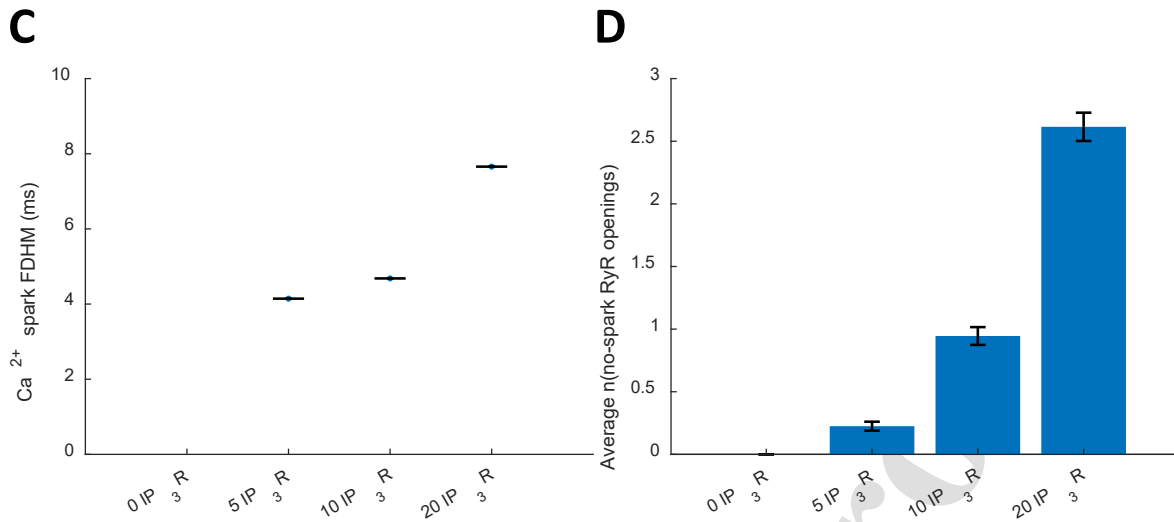 C
Ca 2+ spark FDHM (ms)
10
8
6
4
2
0
0 IP3R
5 IP3R
10 IP3R
20 IP3R
D
Average n(no-spark RyR openings)
3
2.5
2
1.5
1
0.5
0
0 IP3R
5 IP3R
10 IP3R
20 IP3R